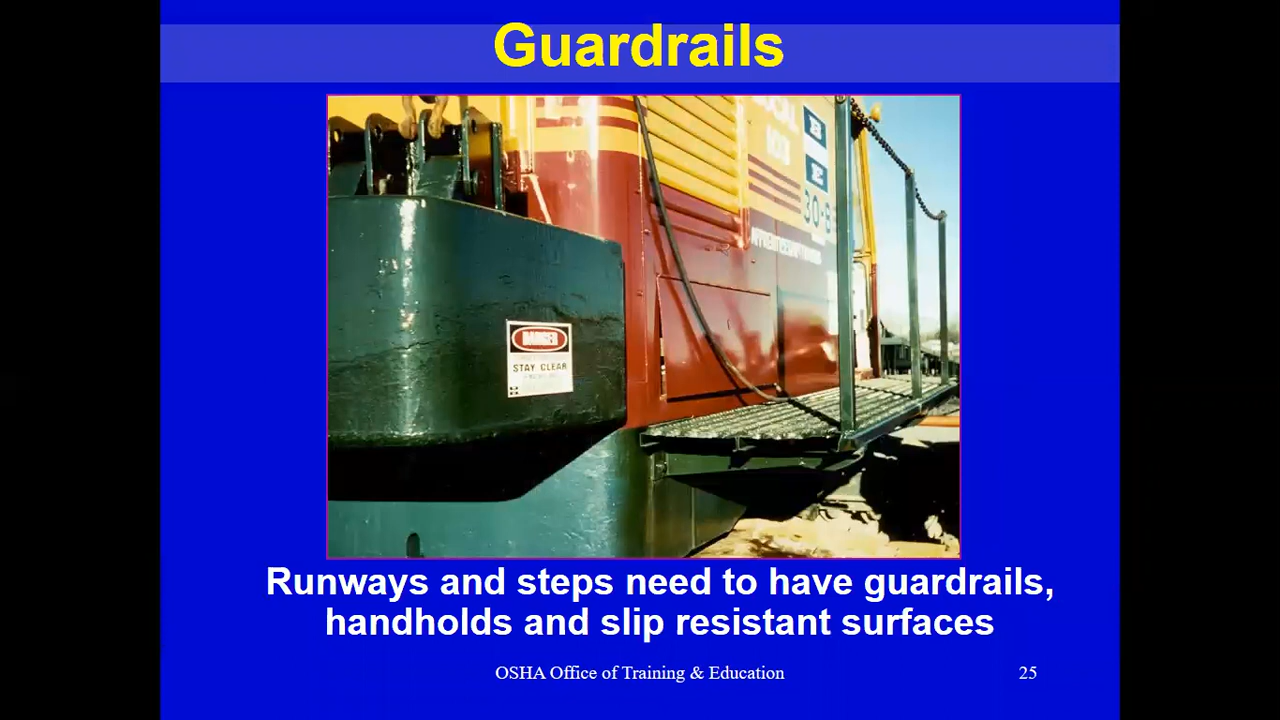 Guardrails
B
E
30-B
DANGER
STAY CLEAR
Runways and steps need to have guardrails,
handholds and slip resistant surfaces
OSHA Office of Training & Education
25